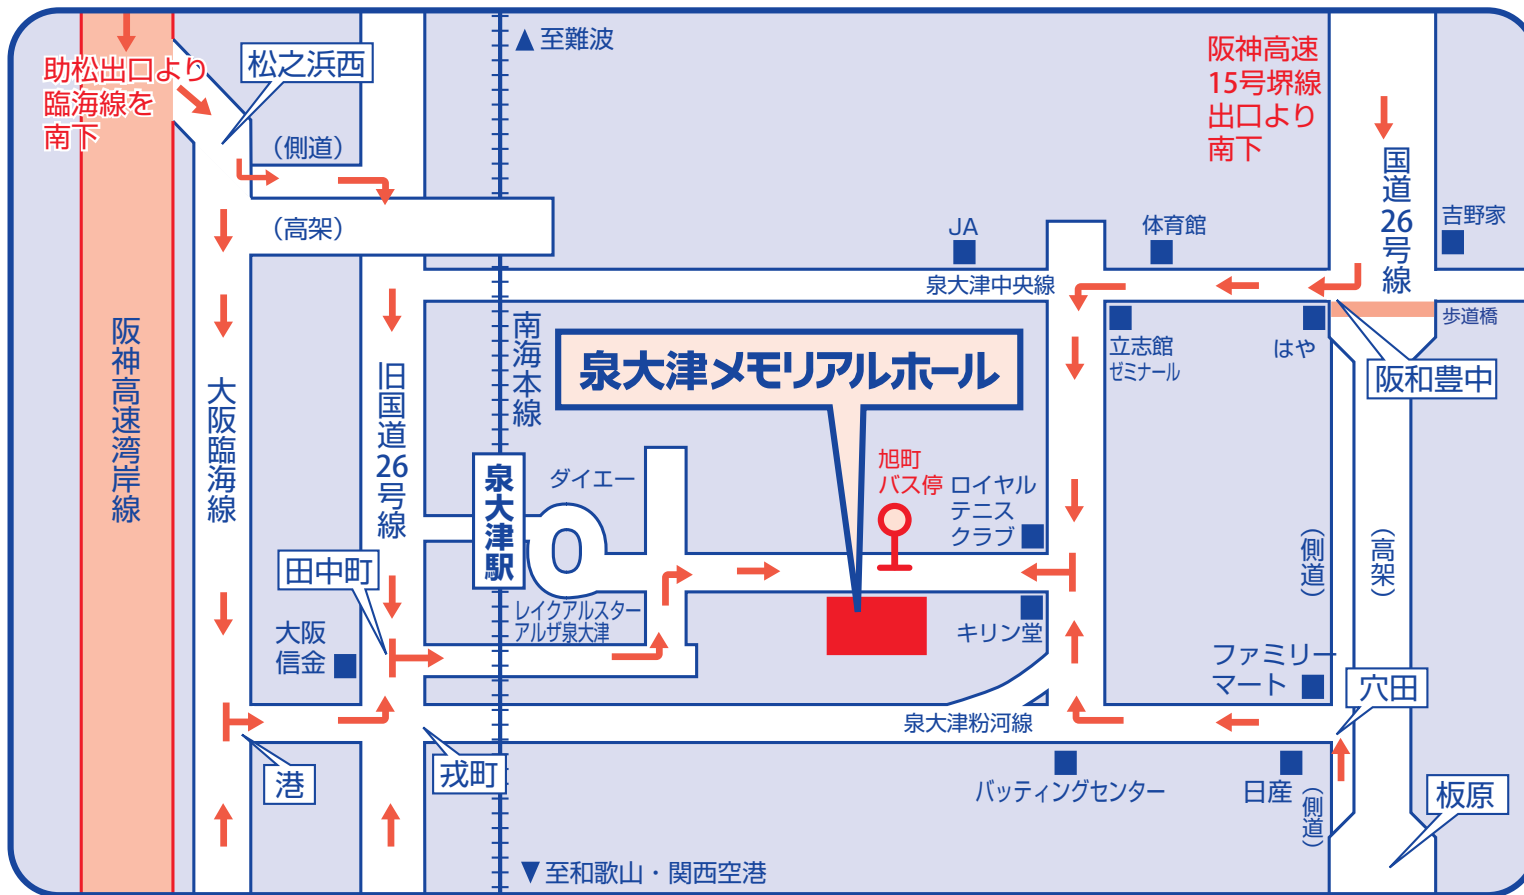 助松出口より
臨海線を
南下
松之浜西
▲至難波
阪神高速
15号堺線
出口より
南下
(側道)
(高架)
国道26号線
吉野家
JA
体育館
泉大津中央線
歩道橋
立志館
ゼミナール
はや
阪和豊中
阪神高速湾岸線
大阪臨海線
旧国道26号線
南海本線
泉大津メモリアルホール
泉大津駅
ダイエー
旭町
バス停
ロイヤル
テニス
クラブ
(側道)
(高架)
田中町
レイクアルスター
アルザ泉大津
大阪
信金
キリン堂
ファミリー
マート
穴田
泉大津粉河線
港
戎町
バッティングセンター
日産
(側道)
板原
▼至和歌山・関西空港